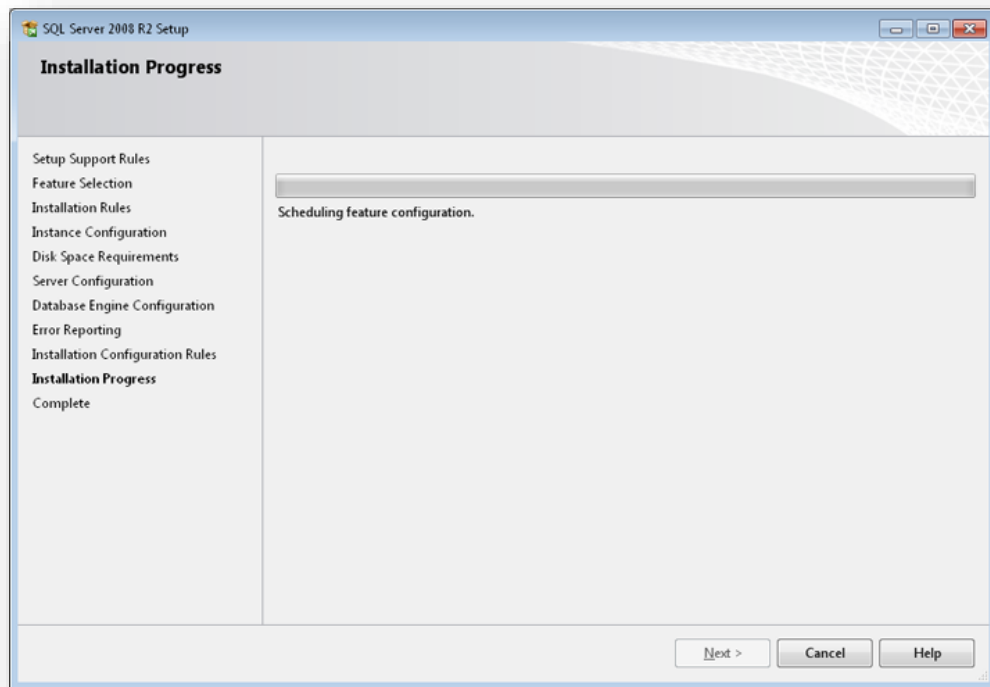 SQL Server 2008 R2 Setup
Installation Progress
Setup Support Rules
Feature Selection
Installation Rules
Instance Configuration
Disk Space Requirements
Server Configuration
Database Engine Configuration
Error Reporting
Installation Configuration Rules
Installation Progress
Complete
Scheduling feature configuration.
Next >
Cancel
Help